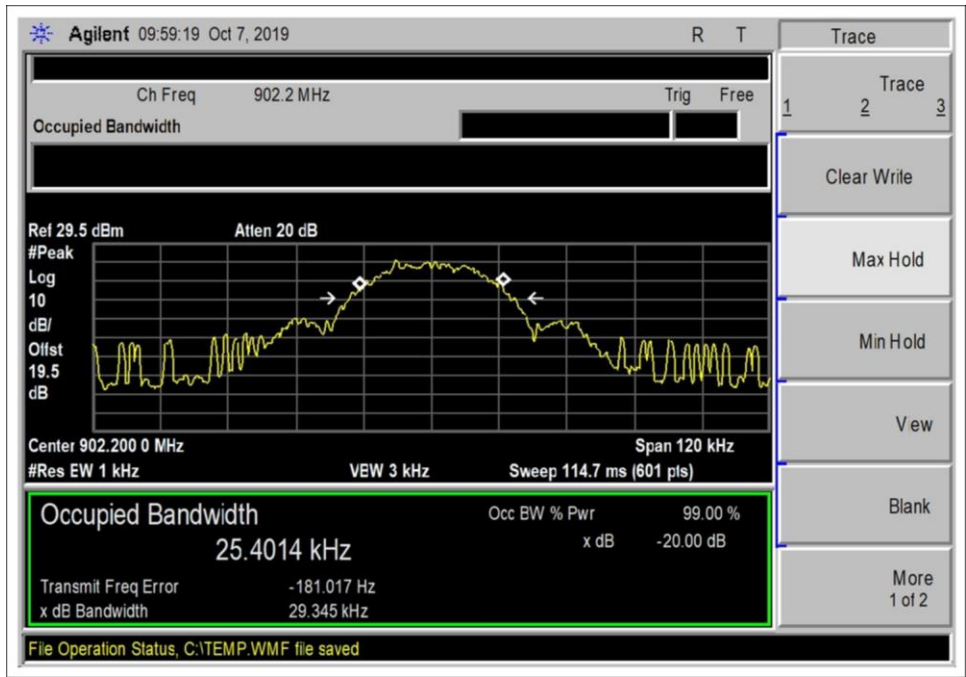 Agilent 09:59:19 Oct 7, 2019 R T
Trace
Ch Freq 902.2 MHz Trig Free
Occupied Bandwidth
Trace
1 2 3
Clear Write
Max Hold
Min Hold
View
Blank
More
1 of 2
Ref 29.5 dBm Atten 20 dB
#Peak
Log
10
dB/
Offst
19.5
dB
Center 902.200 0 MHz Span 120 kHz
#Res EW 1 kHz VEW 3 kHz Sweep 114.7 ms (601 pts)
Occupied Bandwidth Occ BW % Pwr 99.00 %
25.4014 kHz x dB -20.00 dB
Transmit Freq Error -181.017 Hz
x dB Bandwidth 29.345 kHz
File Operation Status, C:\TEMP.WMF file saved